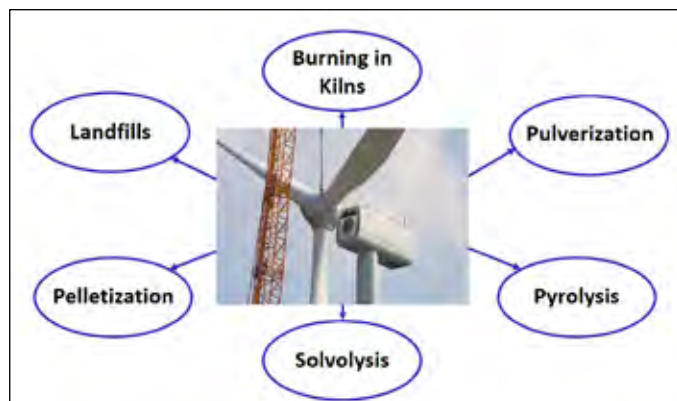 Burning in
Kilns
Landfills
Pulverization
Pelletization
Pyrolysis
Solvolysis